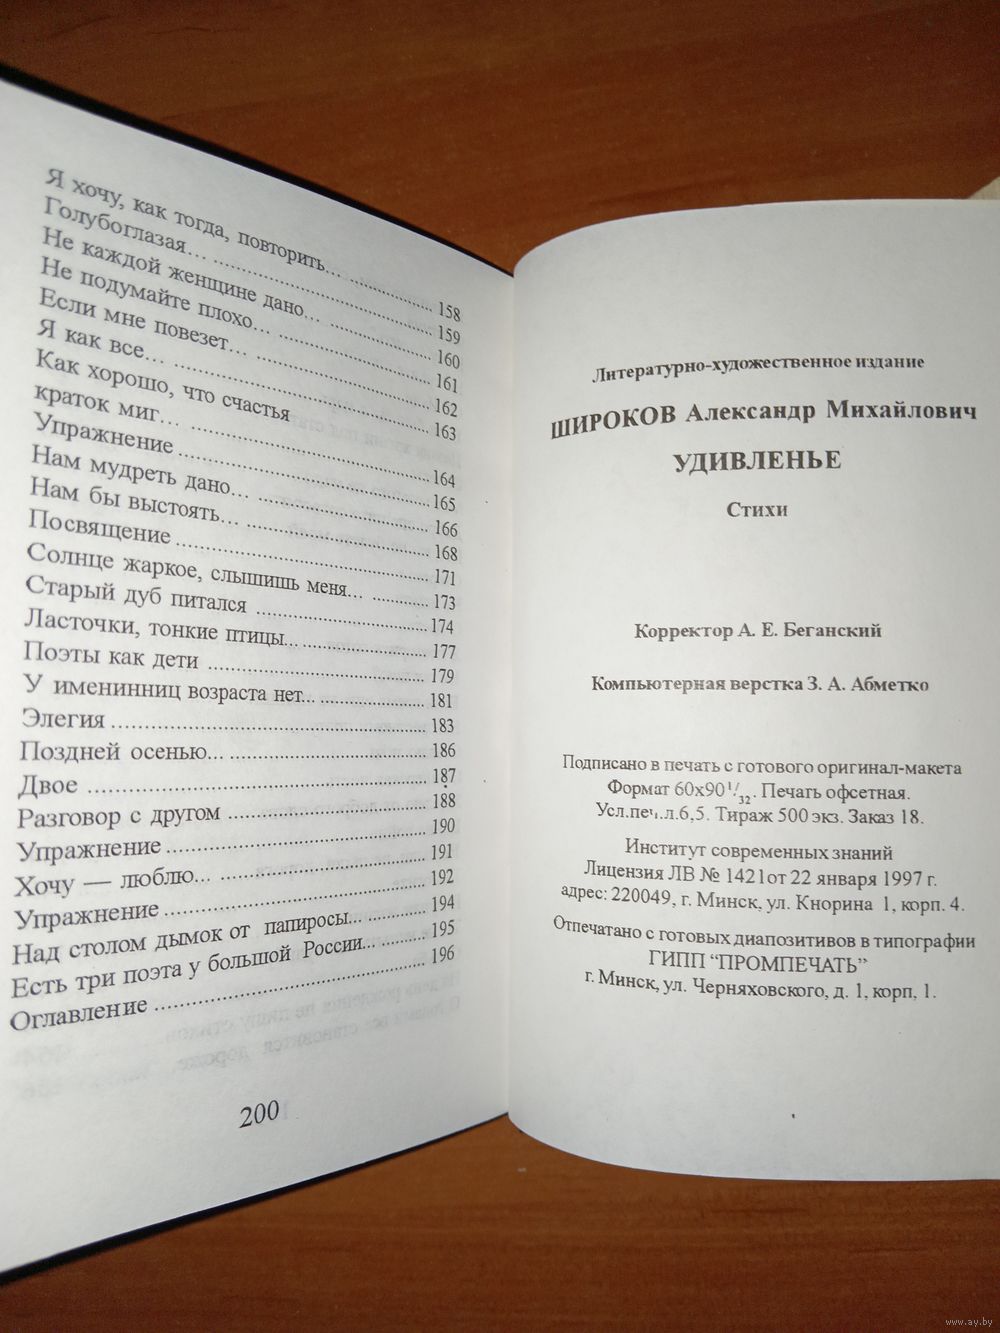 Я хочу, как тогда, повторить... 158
Голубоглазая... 159
Не каждой женщине дано... 160
Не подумайте плохо... 161
Если мне повезет... 162
Я как все... 163
Как хорошо, что счастья
краток миг... 164
Упражнение 165
Нам мудреть дано... 166
Нам бы выстоять... 168
Посвящение 171
Солнце жаркое, слышишь меня... 173
Старый дуб питался 174
Ласточки, тонкие птицы... 177
Поэты как дети 179
У именинниц возраста нет... 181
Элегия 183
Поздней осенью... 186
Двое 187
Разговор с другом 188
Упражнение 190
Хочу — люблю... 191
Упражнение 192
Над столом дымок от папиросы... 194
Есть три поэта у большой России... 195
Оглавление 196
200
Литературно-художественное издание
ШИРОКОВ Александр Михайлович
УДИВЛЕНЬЕ
Стихи
Корректор А. Е. Беганский
Компьютерная верстка З. А. Абметко
Подписано в печать с готового оригинал-макета
Формат 60х90 1/32. Печать офсетная.
Усл.печ.л.6,5. Тираж 500 экз. Заказ 18.
Институт современных знаний
Лицензия ЛВ № 1421от 22 января 1997 г.
адрес: 220049, г. Минск, ул. Кнорина 1, корп. 4.
Отпечатано с готовых диапозитивов в типографии
ГИПП “ПРОМПЕЧАТЬ”
г. Минск, ул. Черняховского, д. 1, корп, 1.
www.ay.by